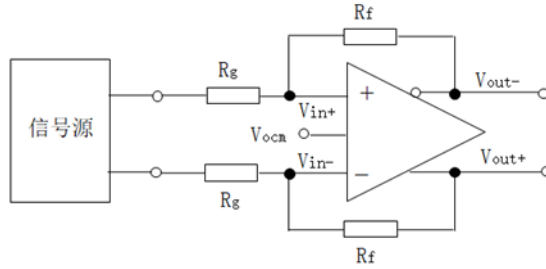 Rf
Rg
+
Vout-
Vin+
信号源
Vocm
Vin-
−
Vout+
Rg
Rf